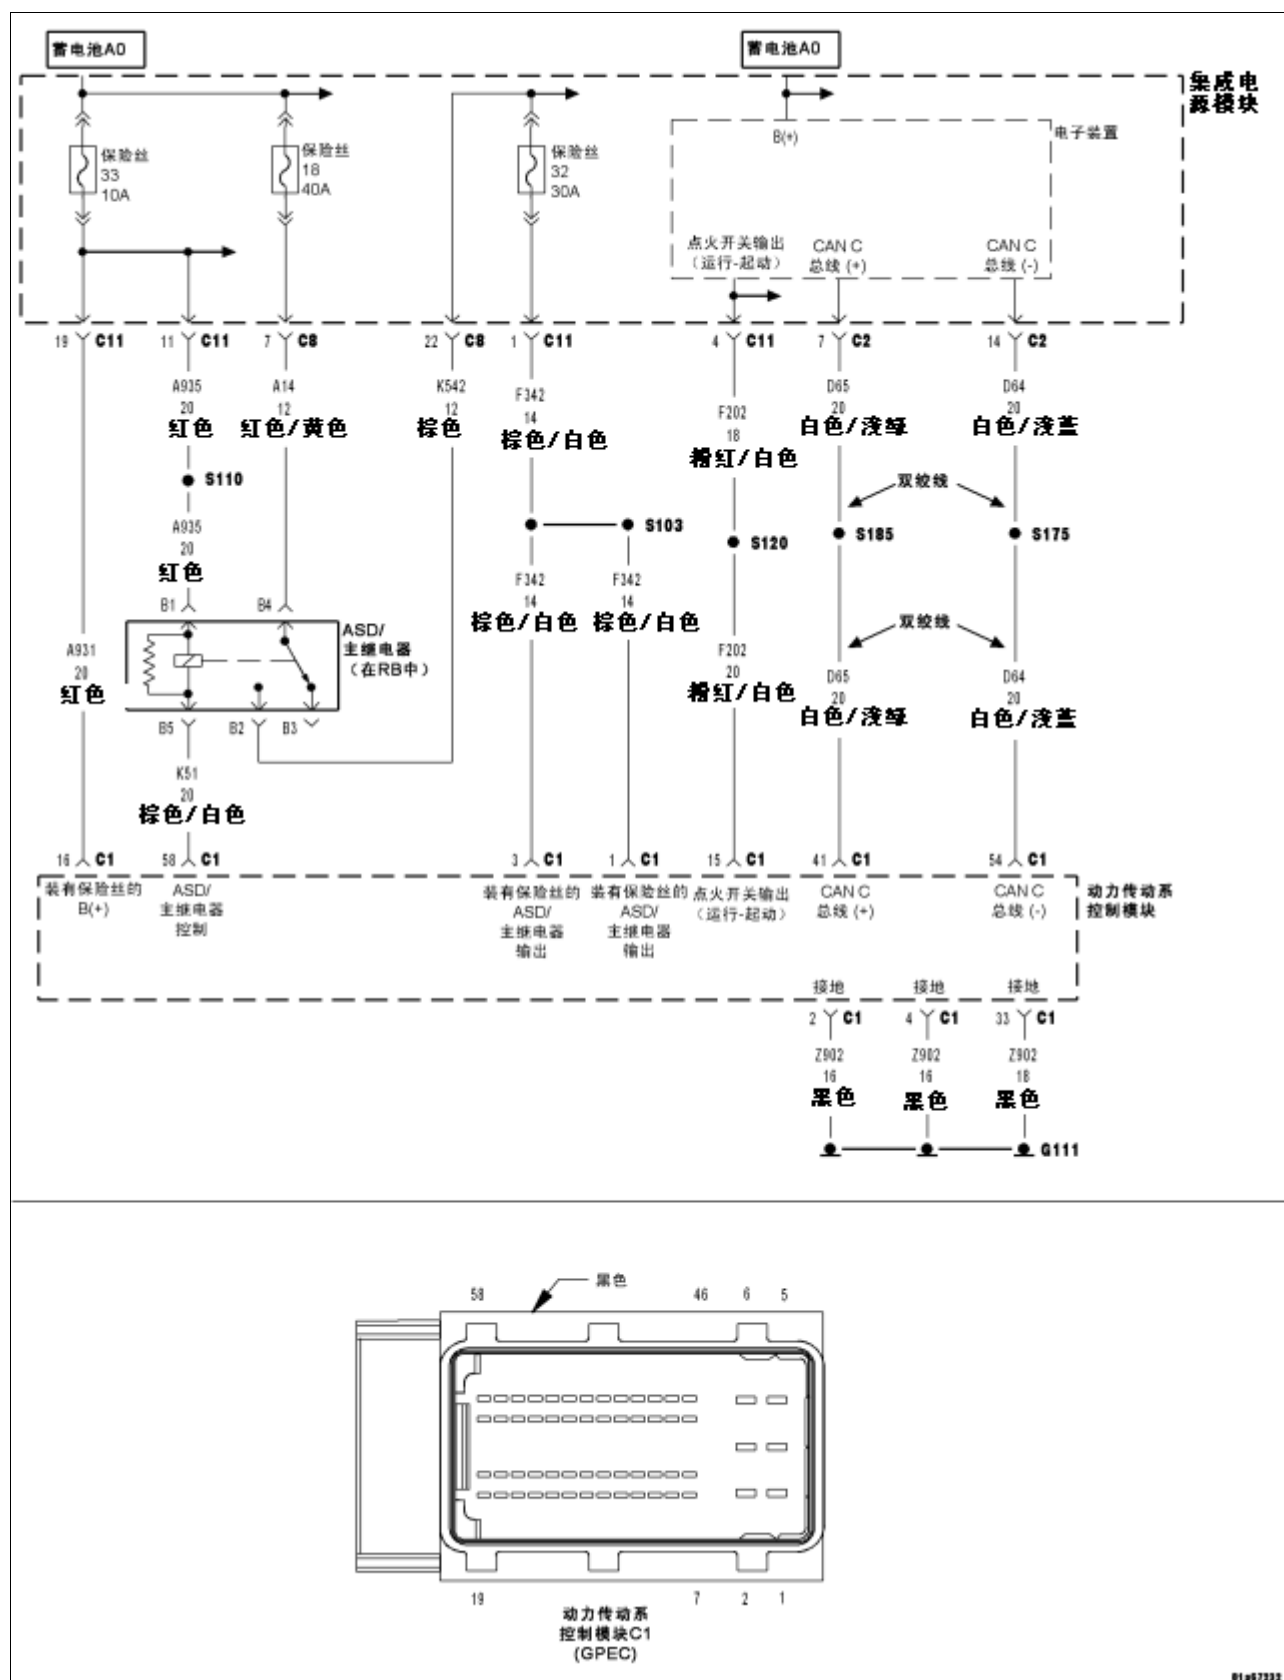 蓄电池A0
蓄电池A0
集成电
源模块
电子装置
B(+)
保险丝
33
10A
保险丝
18
40A
保险丝
32
30A
点火开关输出
（运行-起动）
CAN C
总线 (+)
CAN C
总线 (-)
19 C11
11 C11
7 C8
22 C8
1 C11
4 C11
7 C2
14 C2
A935
20
红色
A14
12
红色/黄色
K542
12
棕色
F342
14
棕色/白色
F202
18
粉红/白色
D65
20
白色/浅绿
D64
20
白色/浅蓝
双绞线
S110
S103
S120
S185
S175
A935
20
红色
F342
14
棕色/白色
F342
14
棕色/白色
双绞线
B1
B4
ASD/
主继电器
（在RB中）
A931
20
红色
F202
20
粉红/白色
D65
20
白色/浅绿
D64
20
白色/浅蓝
B5
B2
B3
K51
20
棕色/白色
16 C1
58 C1
3 C1
1 C1
15 C1
41 C1
54 C1
装有保险丝的
B(+)
ASD/
主继电器
控制
装有保险丝的
ASD/
主继电器
输出
装有保险丝的
ASD/
主继电器
输出
点火开关输出
（运行-起动）
CAN C
总线 (+)
CAN C
总线 (-)
动力传动系
控制模块
接地
接地
接地
2 C1
4 C1
33 C1
Z902
16
黑色
Z902
16
黑色
Z902
18
黑色
G111
黑色
58
46
6
5
19
7
2
1
动力传动系
控制模块C1
(GPEC)